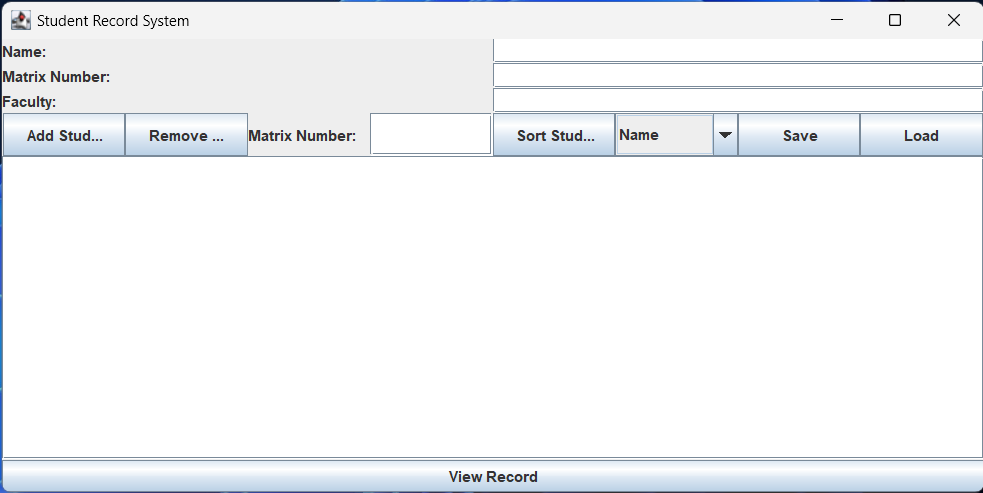 Student Record System
Name:
Matrix Number:
Faculty:
Add Stud... Remove ... Matrix Number: Sort Stud... Name Save Load
View Record